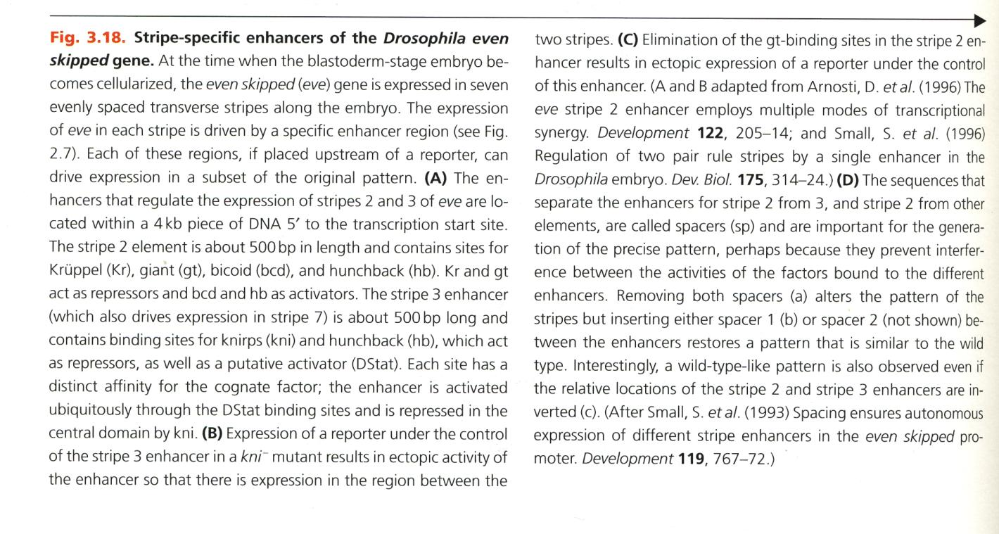 Fig. 3.18. Stripe-specific enhancers of the Drosophila even
skipped gene. At the time when the blastoderm-stage embryo be-
comes cellularized, the even skipped (eve) gene is expressed in seven
evenly spaced transverse stripes along the embryo. The expression
of eve in each stripe is driven by a specific enhancer region (see Fig.
2.7). Each of these regions, if placed upstream of a reporter, can
drive expression in a subset of the original pattern. (A) The en-
hancers that regulate the expression of stripes 2 and 3 of eve are lo-
cated within a 4 kb piece of DNA 5′ to the transcription start site.
The stripe 2 element is about 500 bp in length and contains sites for
Krüppel (Kr), giant (gt), bicoid (bcd), and hunchback (hb). Kr and gt
act as repressors and bcd and hb as activators. The stripe 3 enhancer
(which also drives expression in stripe 7) is about 500 bp long and
contains binding sites for knirps (kni) and hunchback (hb), which act
as repressors, as well as a putative activator (DStat). Each site has a
distinct affinity for the cognate factor; the enhancer is activated
ubiquitously through the DStat binding sites and is repressed in the
central domain by kni. (B) Expression of a reporter under the control
of the stripe 3 enhancer in a kni⁻ mutant results in ectopic activity of
the enhancer so that there is expression in the region between the
two stripes. (C) Elimination of the gt-binding sites in the stripe 2 en-
hancer results in ectopic expression of a reporter under the control
of this enhancer. (A and B adapted from Arnosti, D. et al. (1996) The
eve stripe 2 enhancer employs multiple modes of transcriptional
synergy. Development 122, 205–14; and Small, S. et al. (1996)
Regulation of two pair rule stripes by a single enhancer in the
Drosophila embryo. Dev. Biol. 175, 314–24.) (D) The sequences that
separate the enhancers for stripe 2 from 3, and stripe 2 from other
elements, are called spacers (sp) and are important for the genera-
tion of the precise pattern, perhaps because they prevent interfer-
ence between the activities of the factors bound to the different
enhancers. Removing both spacers (a) alters the pattern of the
stripes but inserting either spacer 1 (b) or spacer 2 (not shown) be-
tween the enhancers restores a pattern that is similar to the wild
type. Interestingly, a wild-type-like pattern is also observed even if
the relative locations of the stripe 2 and stripe 3 enhancers are in-
verted (c). (After Small, S. et al. (1993) Spacing ensures autonomous
expression of different stripe enhancers in the even skipped pro-
moter. Development 119, 767–72.)